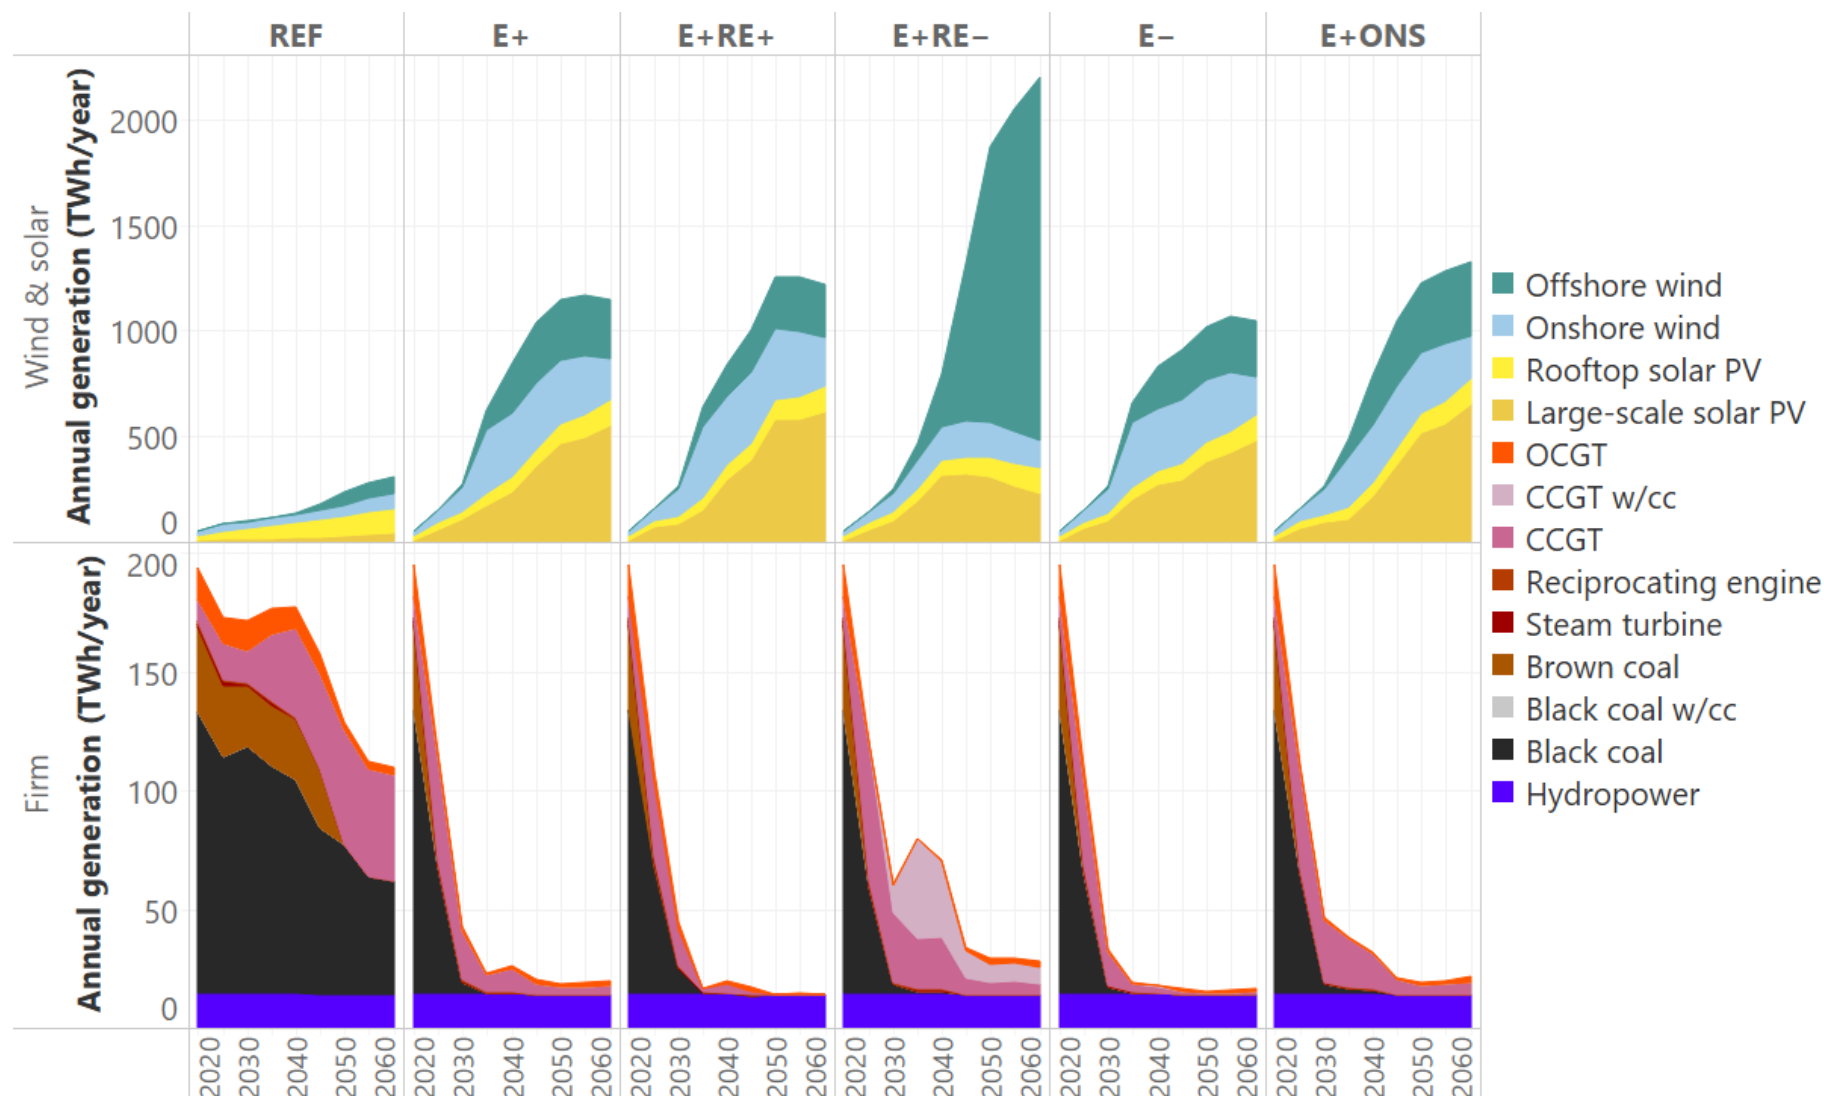 REF E+ E+RE+ E+RE− E− E+ONS
Wind & solar
Annual generation (TWh/year)
2000
1500
1000
500
0
Firm
Annual generation (TWh/year)
200
150
100
50
0
2020 2030 2040 2050 2060 2020 2030 2040 2050 2060 2020 2030 2040 2050 2060 2020 2030 2040 2050 2060 2020 2030 2040 2050 2060 2020 2030 2040 2050 2060
Offshore wind
Onshore wind
Rooftop solar PV
Large-scale solar PV
OCGT
CCGT w/cc
CCGT
Reciprocating engine
Steam turbine
Brown coal
Black coal w/cc
Black coal
Hydropower